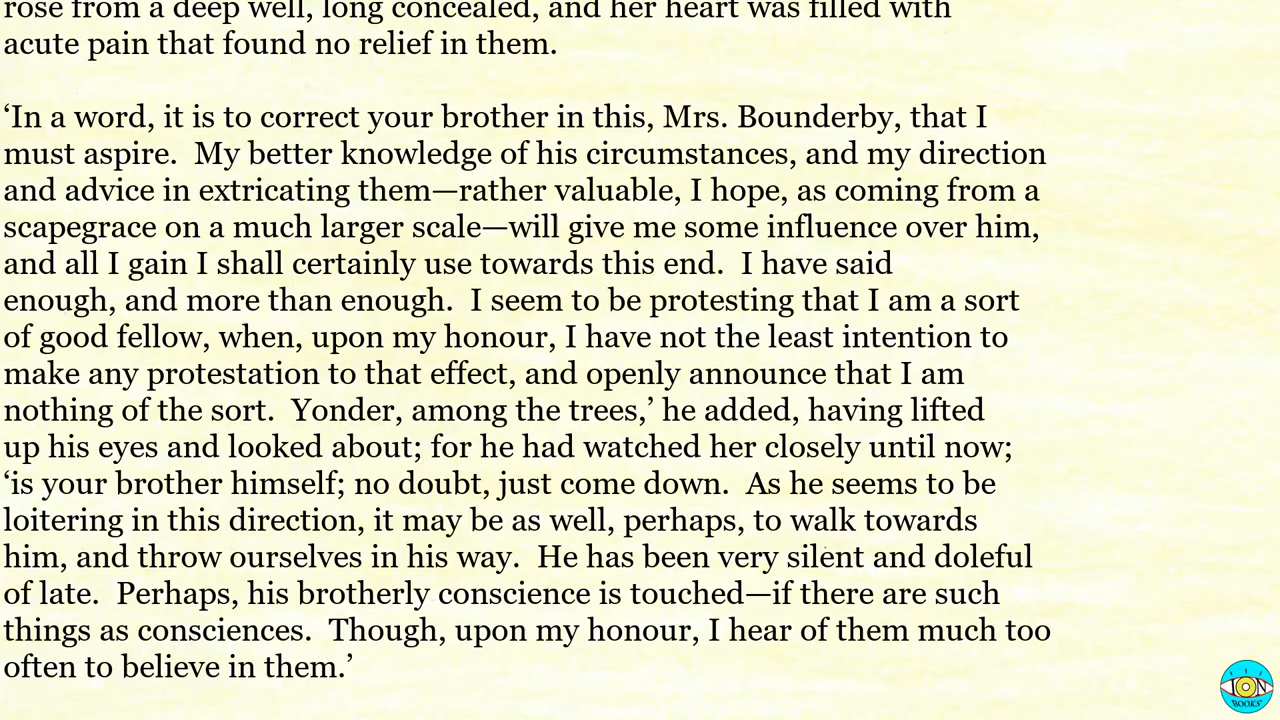 rose from a deep well, long concealed, and her heart was filled with
acute pain that found no relief in them.
‘In a word, it is to correct your brother in this, Mrs. Bounderby, that I
must aspire.  My better knowledge of his circumstances, and my direction
and advice in extricating them—rather valuable, I hope, as coming from a
scapegrace on a much larger scale—will give me some influence over him,
and all I gain I shall certainly use towards this end.  I have said
enough, and more than enough.  I seem to be protesting that I am a sort
of good fellow, when, upon my honour, I have not the least intention to
make any protestation to that effect, and openly announce that I am
nothing of the sort.  Yonder, among the trees,’ he added, having lifted
up his eyes and looked about; for he had watched her closely until now;
‘is your brother himself; no doubt, just come down.  As he seems to be
loitering in this direction, it may be as well, perhaps, to walk towards
him, and throw ourselves in his way.  He has been very silent and doleful
of late.  Perhaps, his brotherly conscience is touched—if there are such
things as consciences.  Though, upon my honour, I hear of them much too
often to believe in them.’
ION
BOOKS